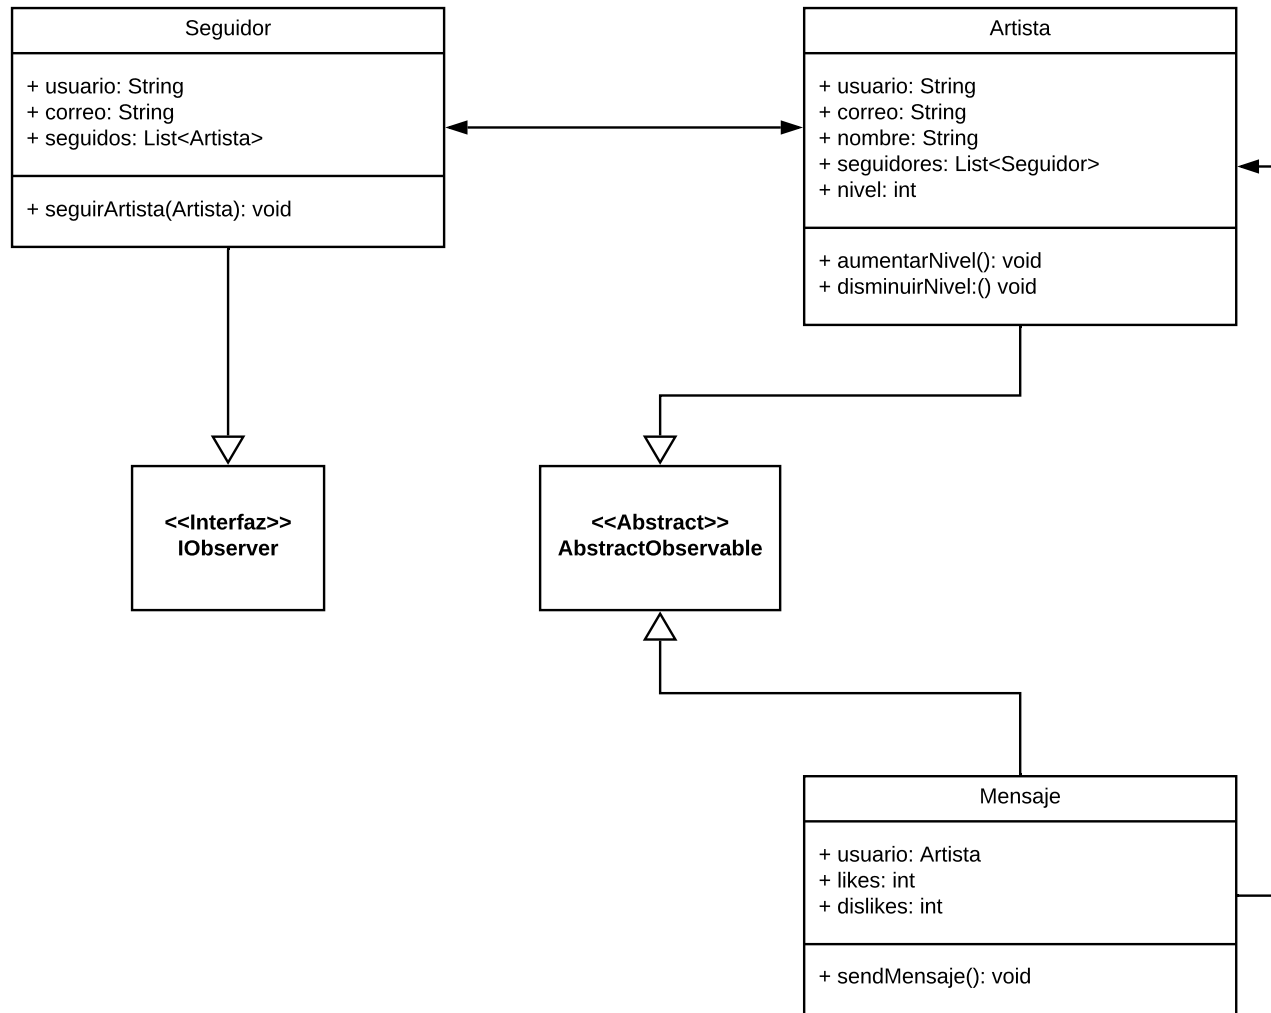 Seguidor
+ usuario: String
+ correo: String
+ seguidos: List<Artista>
+ seguirArtista(Artista): void
Artista
+ usuario: String
+ correo: String
+ nombre: String
+ seguidores: List<Seguidor>
+ nivel: int
+ aumentarNivel(): void
+ disminuirNivel:() void
<<Interfaz>>
IObserver
<<Abstract>>
AbstractObservable
Mensaje
+ usuario: Artista
+ likes: int
+ dislikes: int
+ sendMensaje(): void